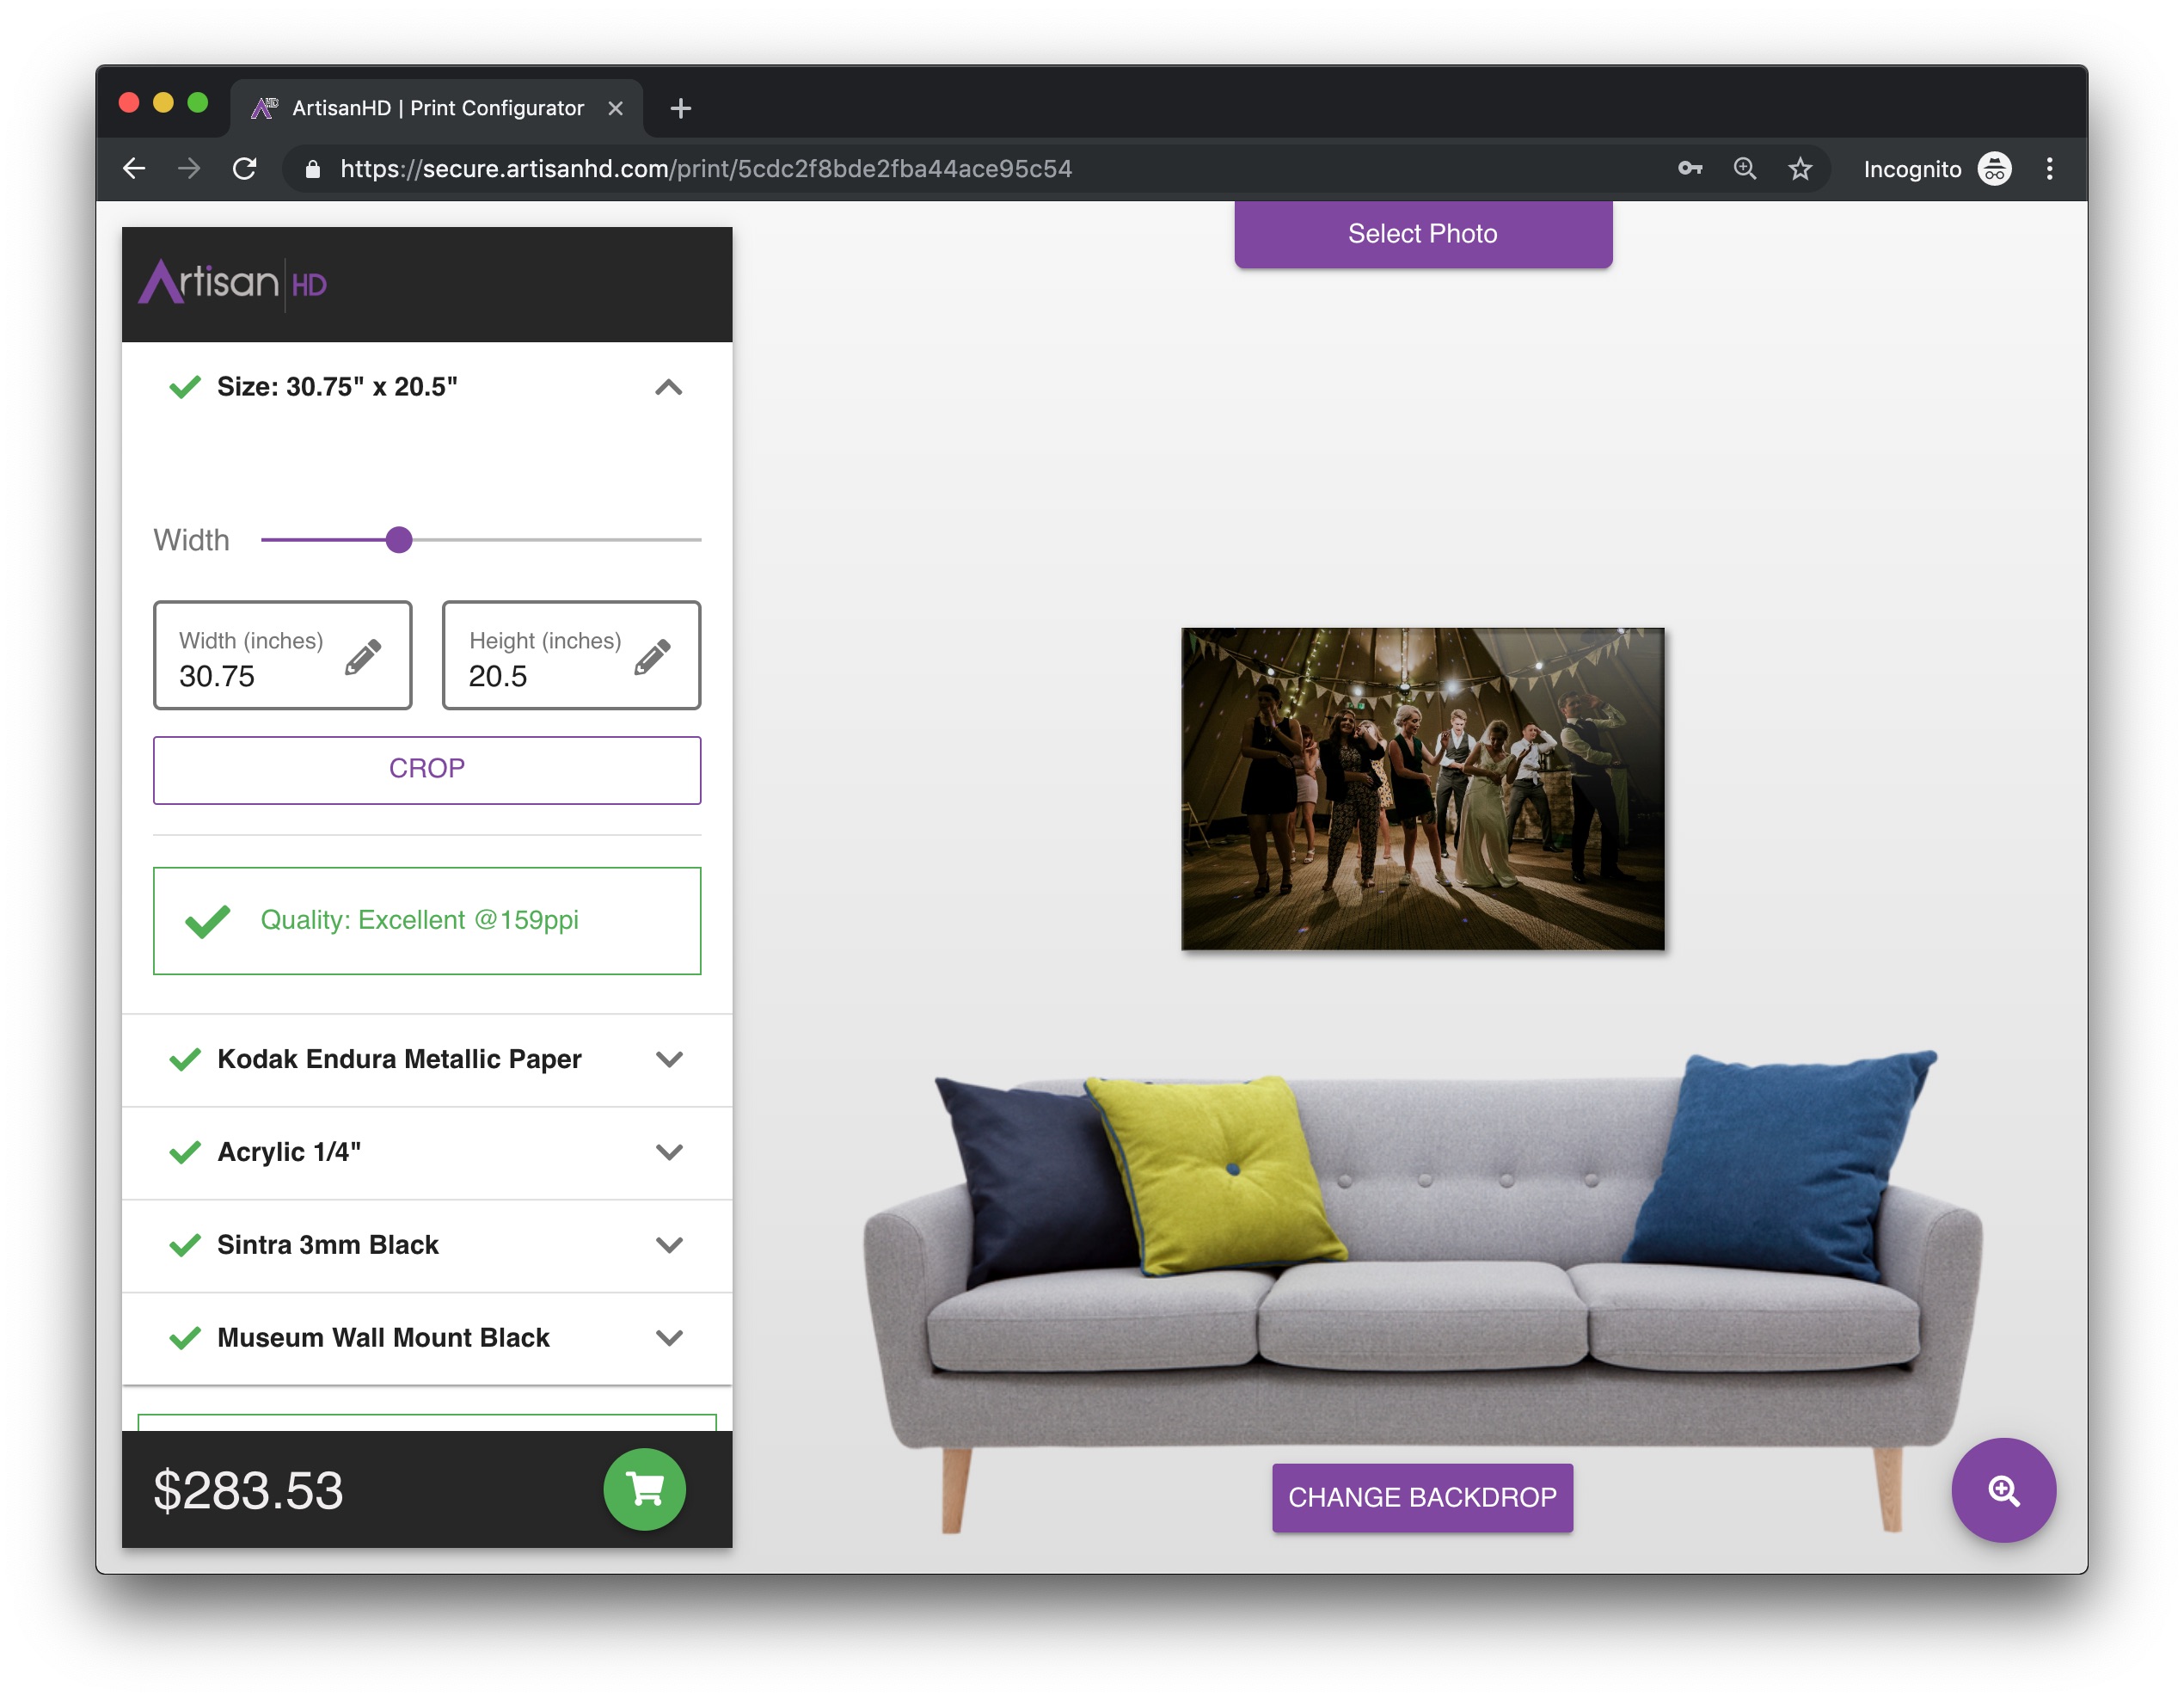 ArtisanHD | Print Configurator
https://secure.artisanhd.com/print/5cdc2f8bde2fba44ace95c54
Incognito
Artisan HD
Select Photo
Size: 30.75" x 20.5"
Width
Width (inches)
30.75
Height (inches)
20.5
CROP
Quality: Excellent @159ppi
Kodak Endura Metallic Paper
Acrylic 1/4"
Sintra 3mm Black
Museum Wall Mount Black
$283.53
CHANGE BACKDROP